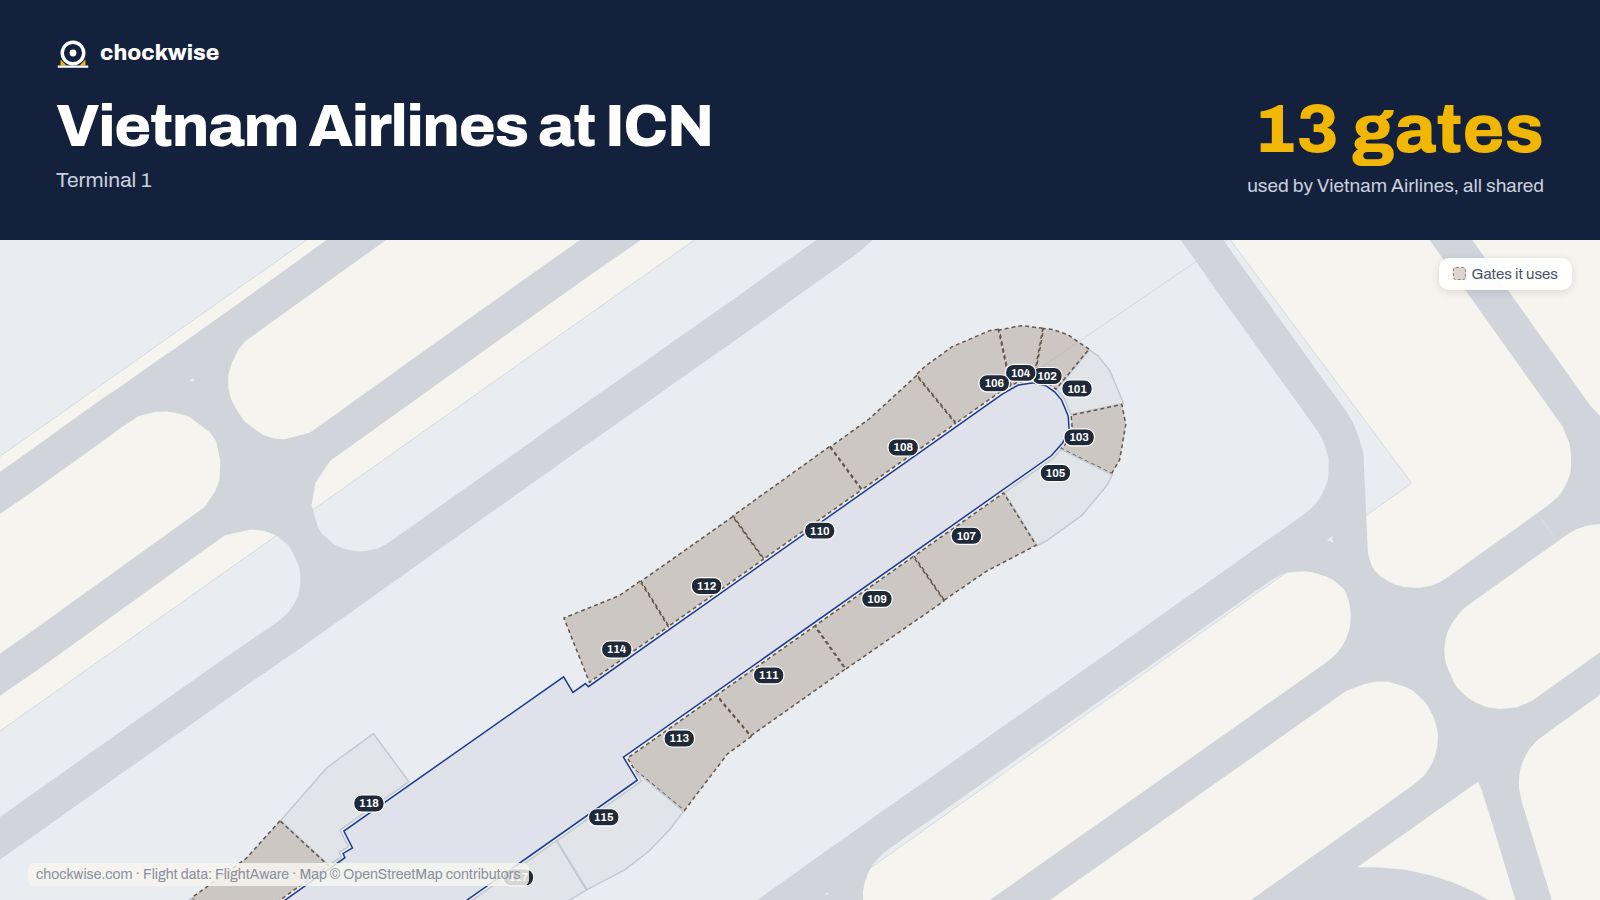 chockwise
Vietnam Airlines at ICN
Terminal 1
13 gates
used by Vietnam Airlines, all shared
Gates it uses
104
102
106
101
103
108
105
110
107
112
109
114
111
113
118
115
chockwise.com · Flight data: FlightAware · Map © OpenStreetMap contributors